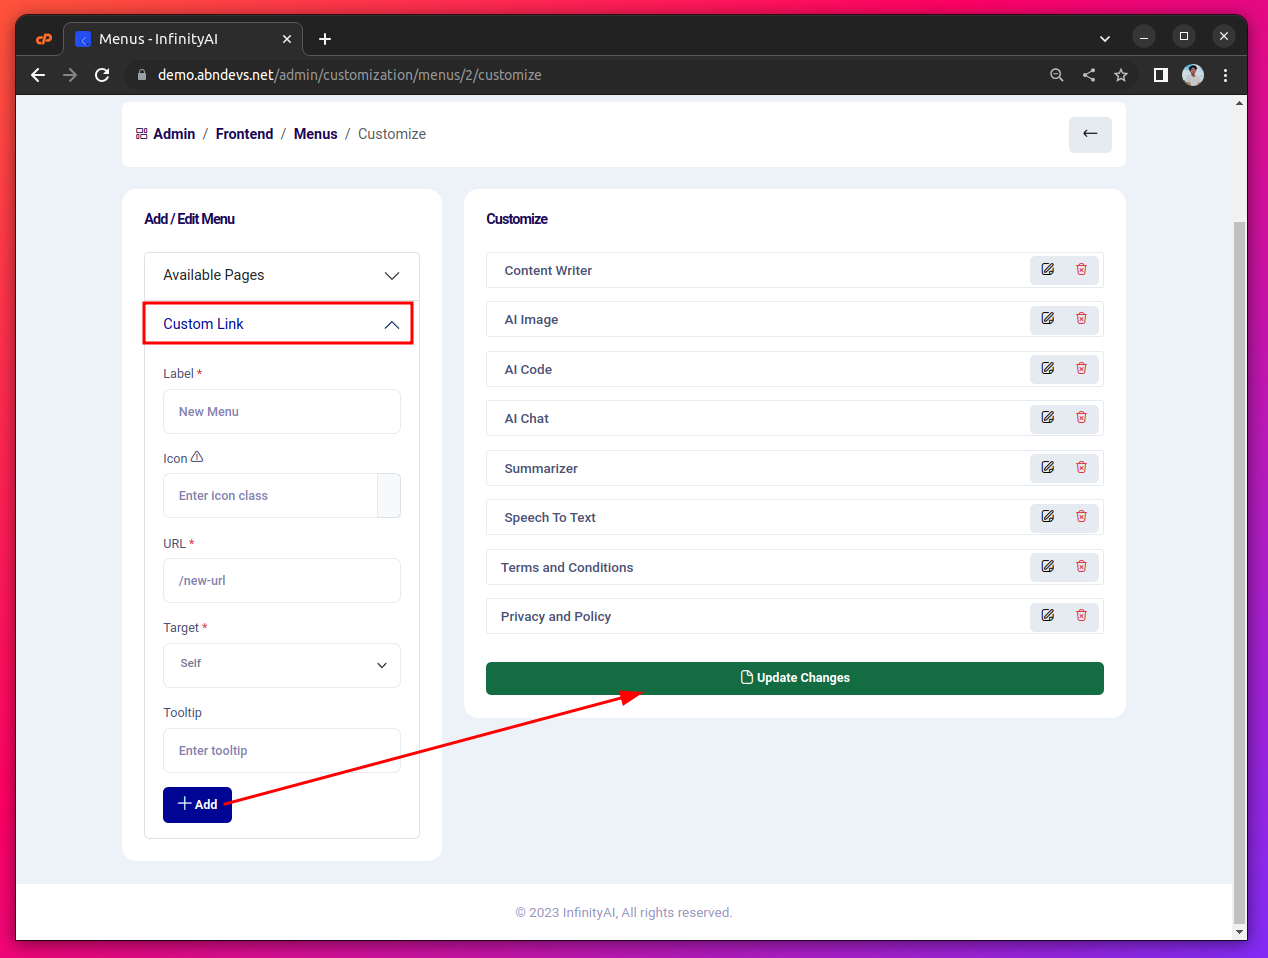 Menus - InfinityAI
demo.abndevs.net/admin/customization/menus/2/customize
Admin / Frontend / Menus / Customize
Add / Edit Menu
Available Pages
Custom Link
Label *
New Menu
Icon
Enter icon class
URL *
/new-url
Target *
Self
Tooltip
Enter tooltip
Add
Customize
Content Writer
AI Image
AI Code
AI Chat
Summarizer
Speech To Text
Terms and Conditions
Privacy and Policy
Update Changes
© 2023 InfinityAI, All rights reserved.